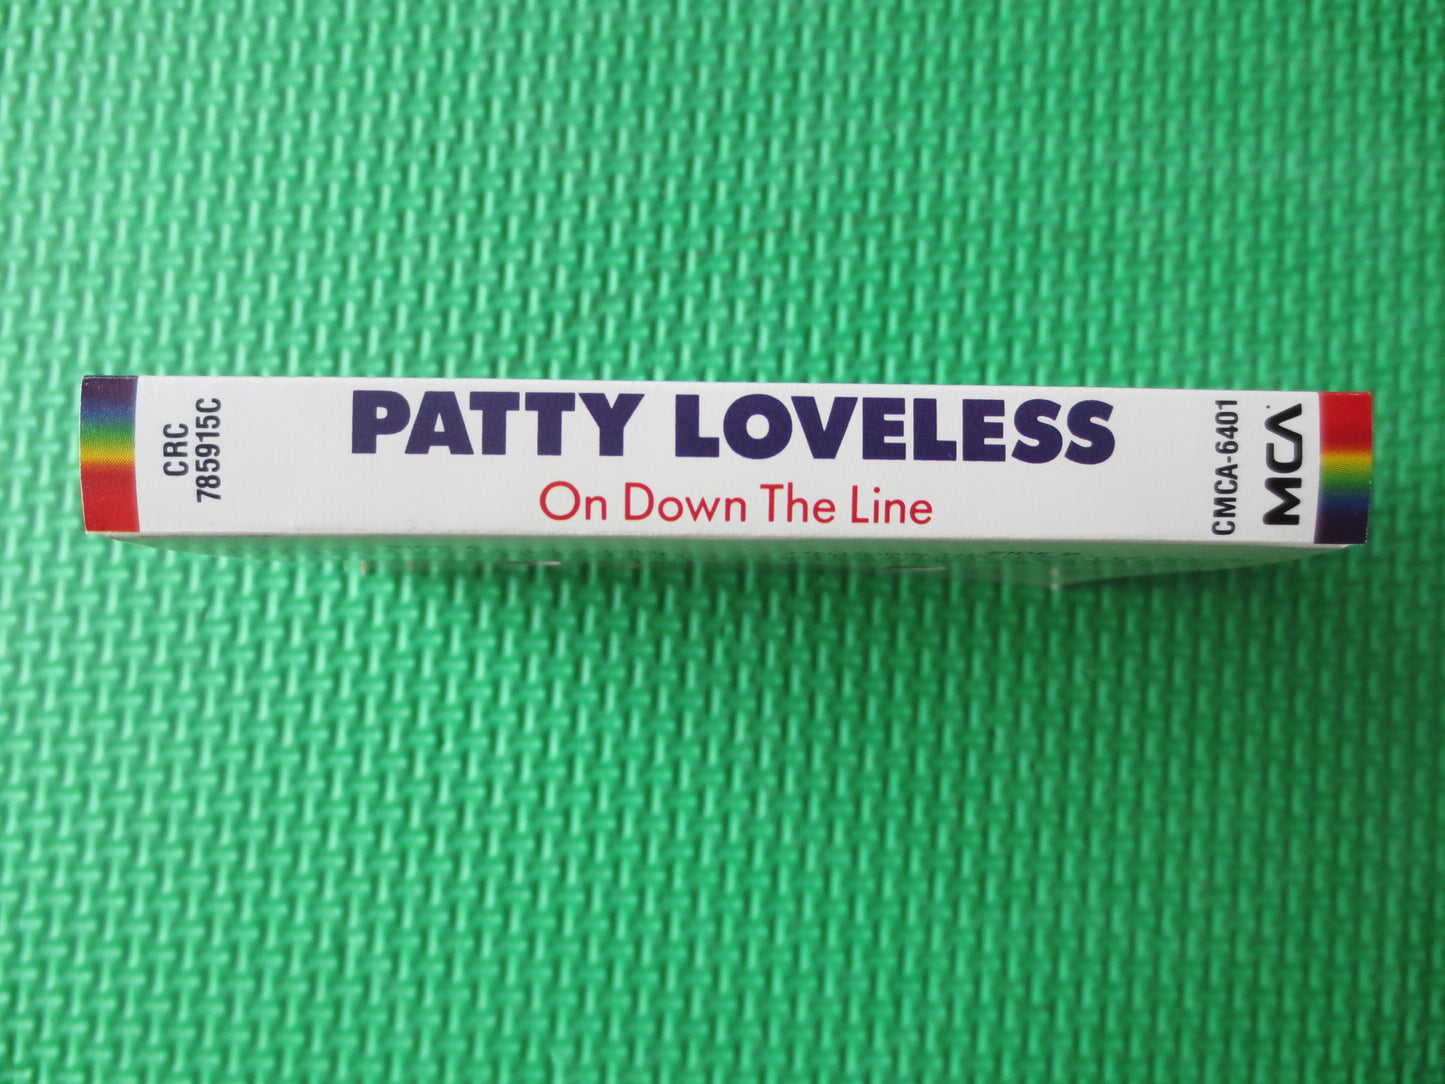 CRC
785915C
PATTY LOVELESS
On Down The Line
CMCA-6401
MCA